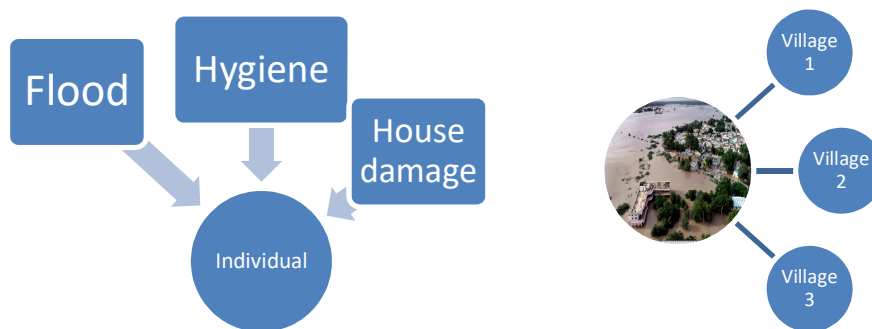 Flood
Hygiene
House
damage
Individual
Village
1
Village
2
Village
3